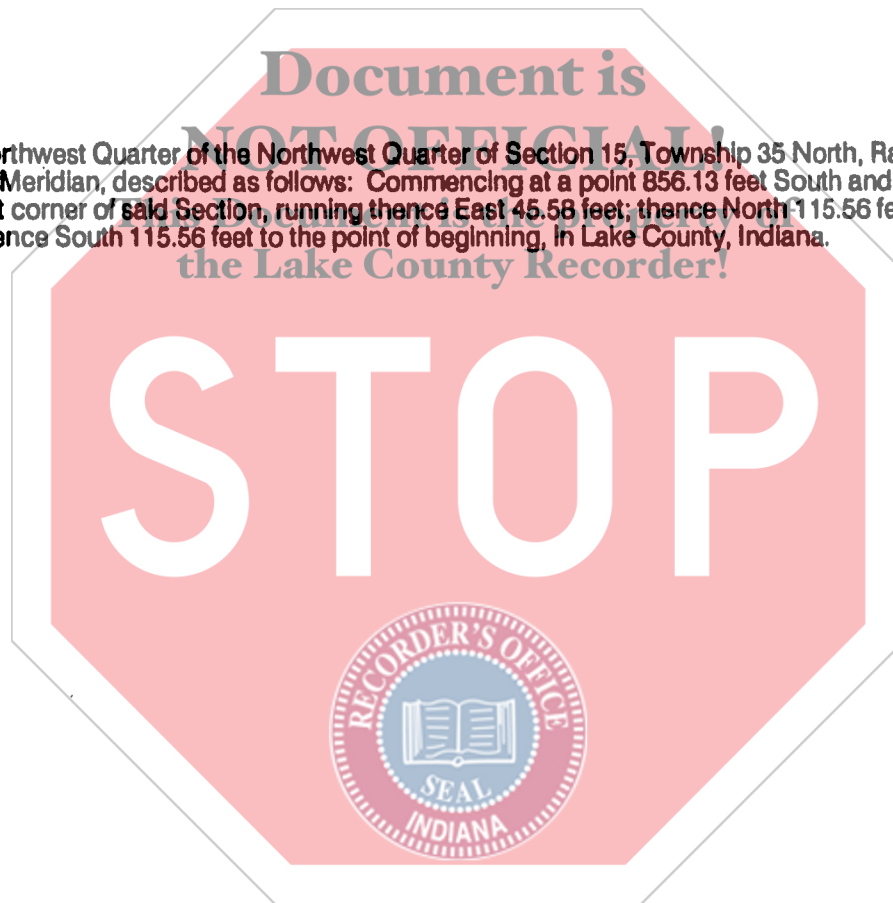 Document is
NOT OFFICIAL!
rthwest Quarter of the Northwest Quarter of Section 15, Township 35 North, Ra
Meridian, described as follows: Commencing at a point 856.13 feet South and
t corner of said Section, running thence East 45.58 feet; thence North 115.56 fe
This Document is the property of
ence South 115.56 feet to the point of beginning, in Lake County, Indiana.
the Lake County Recorder!
STOP
RECORDER'S OFFICE
SEAL
INDIANA